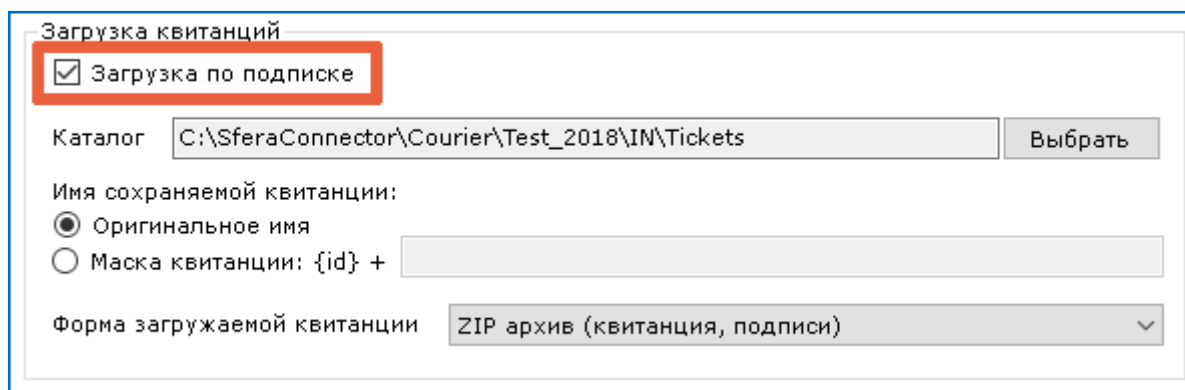 Загрузка квитанций
Загрузка по подписке
Каталог C:\SferaConnector\Courier\Test_2018\IN\Tickets Выбрать
Имя сохраняемой квитанции:
Оригинальное имя
Маска квитанции: {id} +
Форма загружаемой квитанции ZIP архив (квитанция, подписи)